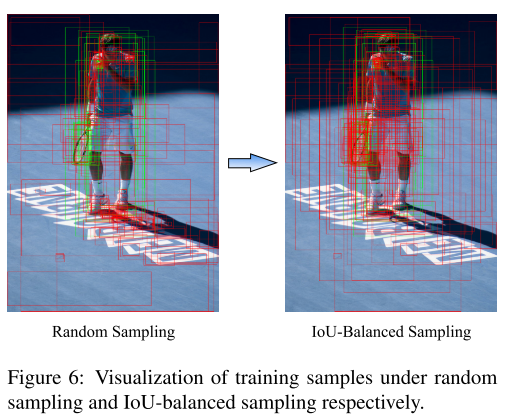 Random Sampling
IoU-Balanced Sampling
Figure 6: Visualization of training samples under random
sampling and IoU-balanced sampling respectively.